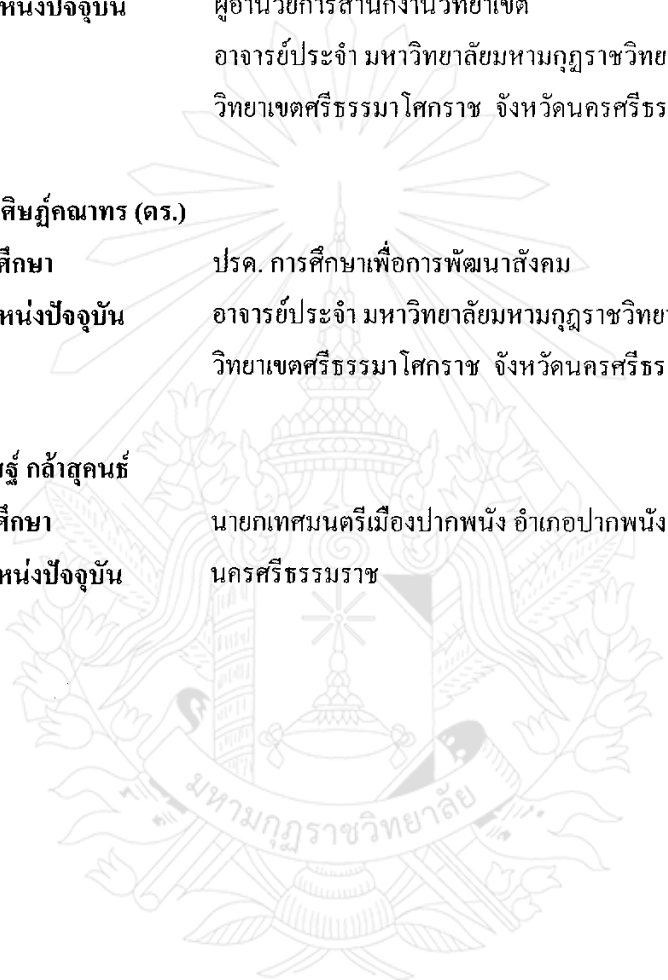 หน่งปัจจุบัน ผู้อำนวยการสำนักงานวิทยาเขต
อาจารย์ประจำ มหาวิทยาลัยมหามกุฏราชวิทย
วิทยาเขตศรีธรรมาโศกราช จังหวัดนครศรีธร
ศิษฏ์คณาทร (ดร.)
ศึกษา ปรด. การศึกษาเพื่อการพัฒนาสังคม
หน่งปัจจุบัน อาจารย์ประจำ มหาวิทยาลัยมหามกุฎราชวิทย
วิทยาเขตศรีธรรมาโศกราช จังหวัดนครศรีธร
กล้าสุคนธ์
ศึกษา นายกเทศมนตรีเมืองปากพนัง อำเภอปากพนัง
หน่งปัจจุบัน นครศรีธรรมราช
มหามกุฏราชวิทยาลัย